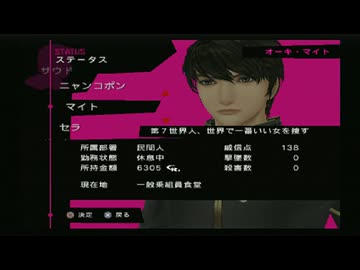 STATUS
ステータス
サウド
ニャンコポン
マイト
セラ
オーキ・マイト
第７世界人、世界で一番いい女を捜す
所属部署 民間人 威信点 138
勤務状態 休息中 撃墜数 0
所持金額 6305 殺害数 0
現在地 一般乗組員食堂
決定 戻る